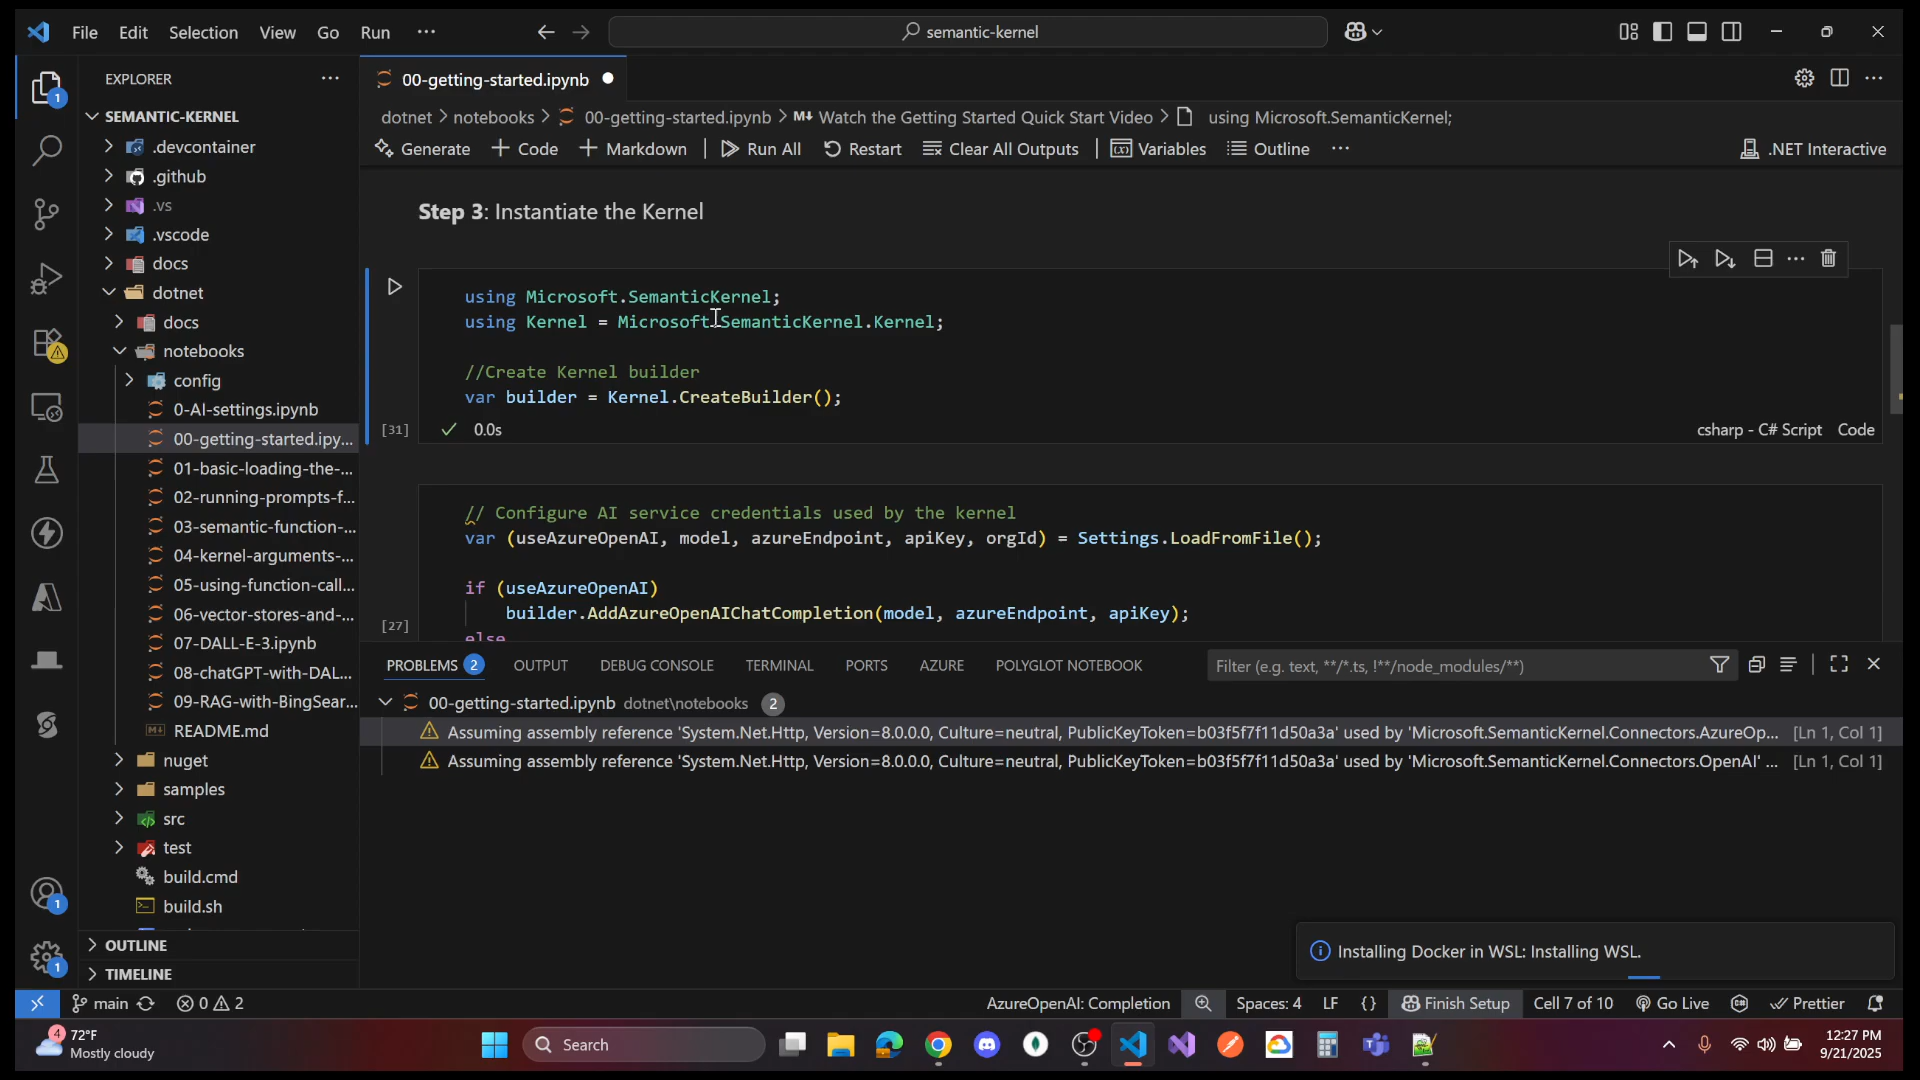 File Edit Selection View Go Run ···
semantic-kernel
EXPLORER
SEMANTIC-KERNEL
.devcontainer
.github
.vs
.vscode
docs
dotnet
docs
notebooks
config
0-AI-settings.ipynb
00-getting-started.ipy...
01-basic-loading-the-...
02-running-prompts-f...
03-semantic-function-...
04-kernel-arguments-...
05-using-function-call...
06-vector-stores-and-...
07-DALL-E-3.ipynb
08-chatGPT-with-DAL...
09-RAG-with-BingSear...
README.md
nuget
samples
src
test
build.cmd
build.sh
OUTLINE
TIMELINE
1
1
1
00-getting-started.ipynb
dotnet > notebooks > 00-getting-started.ipynb > Watch the Getting Started Quick Start Video > using Microsoft.SemanticKernel;
Generate + Code + Markdown Run All Restart Clear All Outputs Variables Outline ··· .NET Interactive
Step 3: Instantiate the Kernel
using Microsoft.SemanticKernel;
using Kernel = Microsoft.SemanticKernel.Kernel;
//Create Kernel builder
var builder = Kernel.CreateBuilder();
[31] 0.0s csharp - C# Script Code
// Configure AI service credentials used by the kernel
var (useAzureOpenAI, model, azureEndpoint, apiKey, orgId) = Settings.LoadFromFile();
if (useAzureOpenAI)
builder.AddAzureOpenAIChatCompletion(model, azureEndpoint, apiKey);
[27]
else
PROBLEMS 2 OUTPUT DEBUG CONSOLE TERMINAL PORTS AZURE POLYGLOT NOTEBOOK Filter (e.g. text, **/*.ts, !**/node_modules/**)
00-getting-started.ipynb dotnet\notebooks 2
Assuming assembly reference 'System.Net.Http, Version=8.0.0.0, Culture=neutral, PublicKeyToken=b03f5f7f11d50a3a' used by 'Microsoft.SemanticKernel.Connectors.AzureOp... [Ln 1, Col 1]
Assuming assembly reference 'System.Net.Http, Version=8.0.0.0, Culture=neutral, PublicKeyToken=b03f5f7f11d50a3a' used by 'Microsoft.SemanticKernel.Connectors.OpenAI' ... [Ln 1, Col 1]
Installing Docker in WSL: Installing WSL.
main 0 2 AzureOpenAI: Completion Spaces: 4 LF {} Finish Setup Cell 7 of 10 Go Live Prettier
4
72°F
Mostly cloudy
Search
12:27 PM
9/21/2025